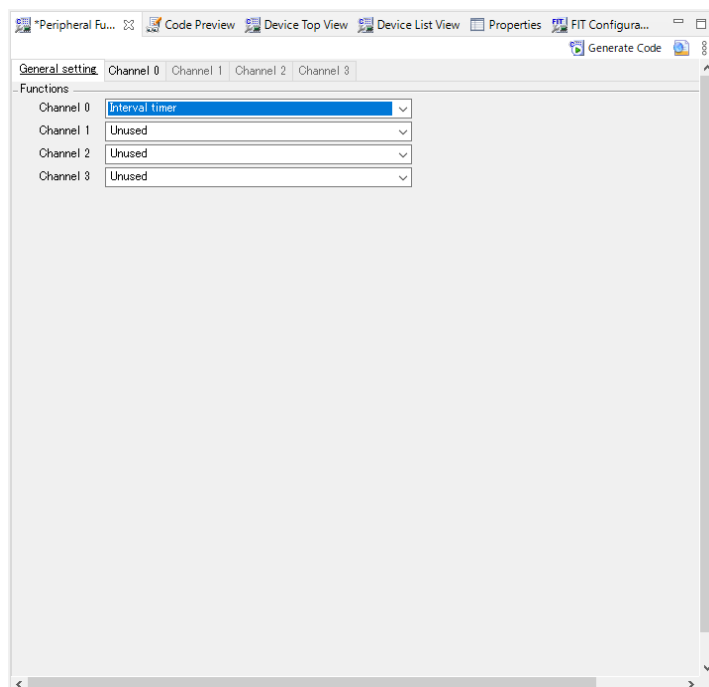 *Peripheral Fu... Code Preview Device Top View Device List View Properties FIT FIT Configura...
Generate Code
General setting Channel 0 Channel 1 Channel 2 Channel 3
Functions
Channel 0 Interval timer
Channel 1 Unused
Channel 2 Unused
Channel 3 Unused